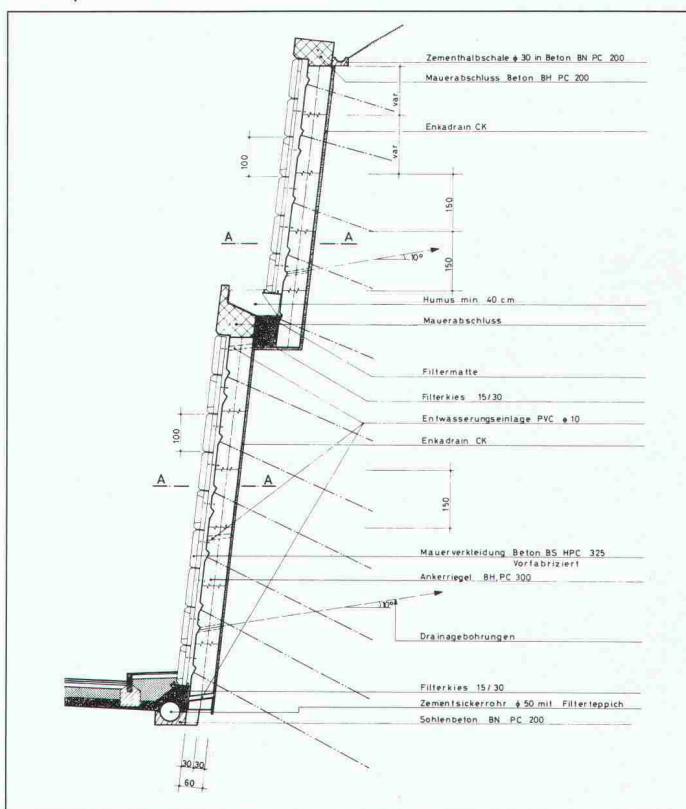 Zementhalbschale ϕ 30 in Beton BN PC 200
Mauerabschluss Beton BH PC 200
var
Enkadrain CK
var
100
150
A
A
10°
150
Humus min. 40 cm
Mauerabschluss
Filtermatte
Filterkies 15/30
Entwässerungseinlage PVC ϕ 10
100
Enkadrain CK
A
A
150
Mauerverkleidung Beton BS HPC 325
Vorfabriziert
Ankerriegel BH, PC 300
10°
Drainagebohrungen
Filterkies 15/30
Zementsickerrohr ϕ 50 mit Filterteppich
Sohlenbeton BN PC 200
30 30
60